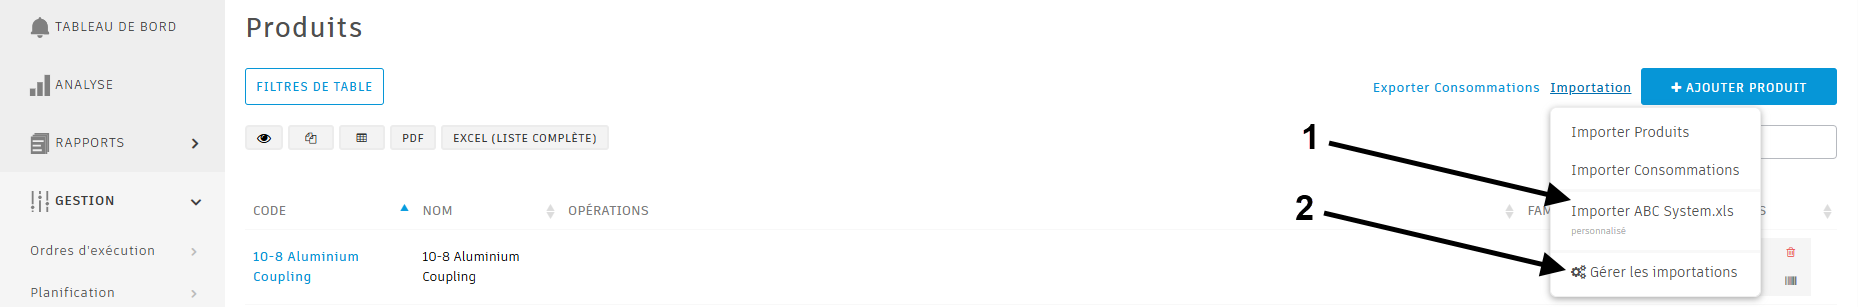 TABLEAU DE BORD
ANALYSE
RAPPORTS
GESTION
Ordres d'exécution
Planification
Produits
FILTRES DE TABLE
Exporter Consommations
Importation
AJOUTER PRODUIT
PDF
EXCEL (LISTE COMPLÈTE)
Importer Produits
Importer Consommations
Importer ABC System.xls
personnalisé
Gérer les importations
1
2
CODE
NOM
OPÉRATIONS
10-8 Aluminium
Coupling
10-8 Aluminium
Coupling